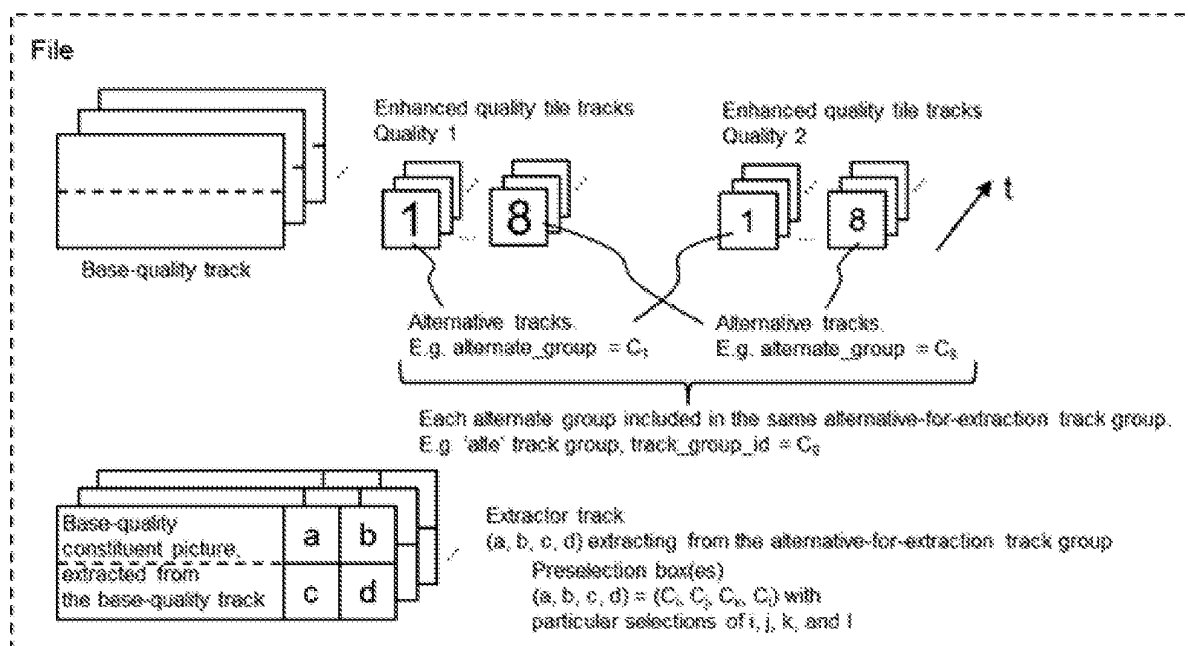 File
Enhanced quality tile tracks
Quality 1
Enhanced quality tile tracks
Quality 2
1
...
8
1
...
8
t
Base-quality track
Alternative tracks.
E.g. alternate_group = C₁
Alternative tracks.
E.g. alternate_group = C₈
Each alternate group included in the same alternative-for-extraction track group.
E.g. 'alte' track group, track_group_id =
Base-quality
constituent picture,
extracted from
the base-quality track
a
b
c
d
Extractor track
(a, b, c, d) extracting from the alternative-for-extraction track group
Preselection box(es)
(a, b, c, d) = (Cᵢ, Cⱼ, Cₖ, Cₗ) with
particular selections of i, j, k, and l